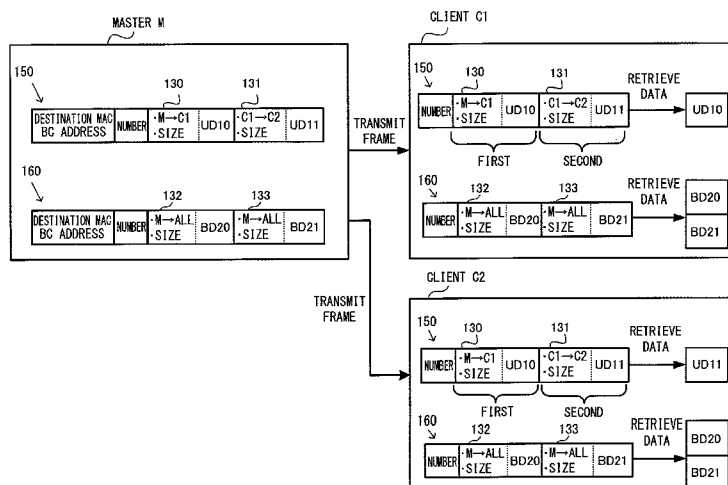 MASTER M
150
130
131
DESTINATION MAC
BC ADDRESS
NUMBER
·M→C1
·SIZE
UD10
·C1→C2
·SIZE
UD11
160
132
133
DESTINATION MAC
BC ADDRESS
NUMBER
·M→ALL
·SIZE
BD20
·M→ALL
·SIZE
BD21
TRANSMIT
FRAME
TRANSMIT
FRAME
CLIENT C1
150
130
131
NUMBER
·M→C1
·SIZE
UD10
·C1→C2
·SIZE
UD11
RETRIEVE
DATA
UD10
FIRST
SECOND
160
132
133
NUMBER
·M→ALL
·SIZE
BD20
·M→ALL
·SIZE
BD21
RETRIEVE
DATA
BD20
BD21
CLIENT C2
150
130
131
NUMBER
·M→C1
·SIZE
UD10
·C1→C2
·SIZE
UD11
RETRIEVE
DATA
UD11
FIRST
SECOND
160
132
133
NUMBER
·M→ALL
·SIZE
BD20
·M→ALL
·SIZE
BD21
RETRIEVE
DATA
BD20
BD21